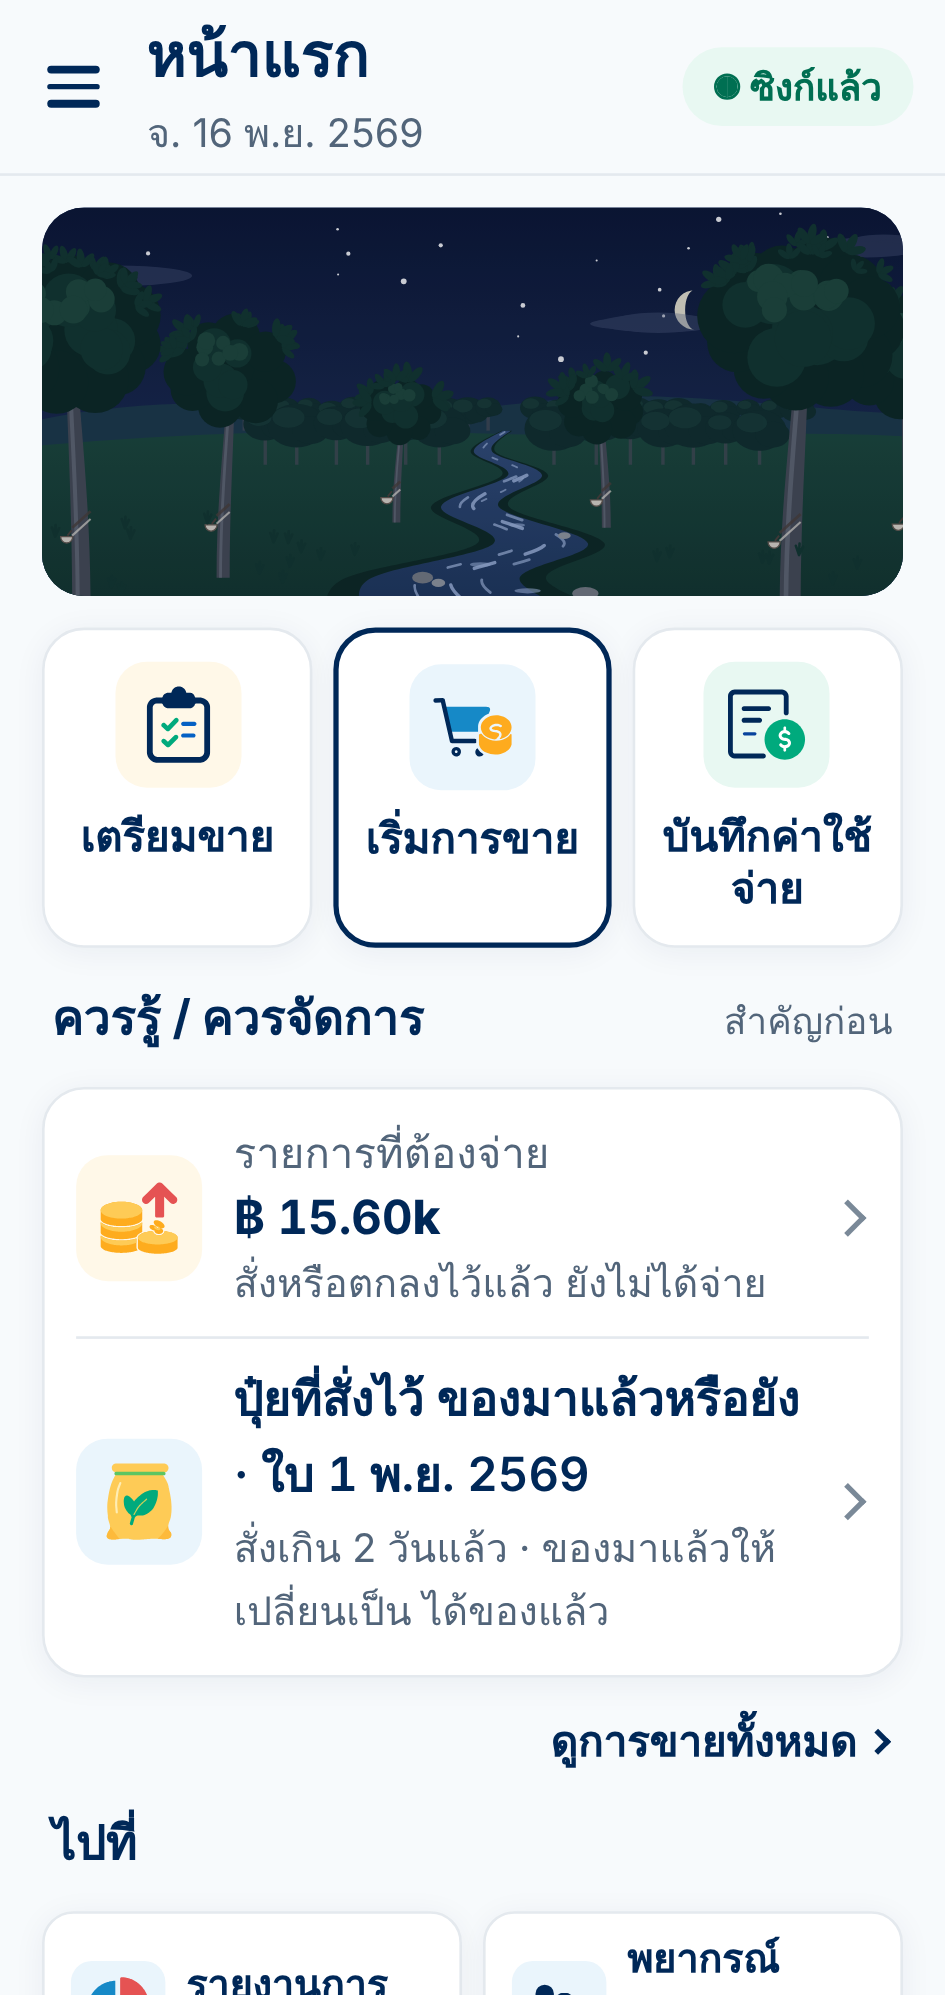 หน้าแรก
จ. 16 พ.ย. 2569
ซิงก์แล้ว
เตรียมขาย
เริ่มการขาย
บันทึกค่าใช้
จ่าย
ควรรู้ / ควรจัดการ
สำคัญก่อน
รายการที่ต้องจ่าย
฿ 15.60k
สั่งหรือตกลงไว้แล้ว ยังไม่ได้จ่าย
ปุ๋ยที่สั่งไว้ ของมาแล้วหรือยัง
· ใบ 1 พ.ย. 2569
สั่งเกิน 2 วันแล้ว · ของมาแล้วให้
เปลี่ยนเป็น ได้ของแล้ว
ดูการขายทั้งหมด
ไปที่
รายงานการ
พยากรณ์